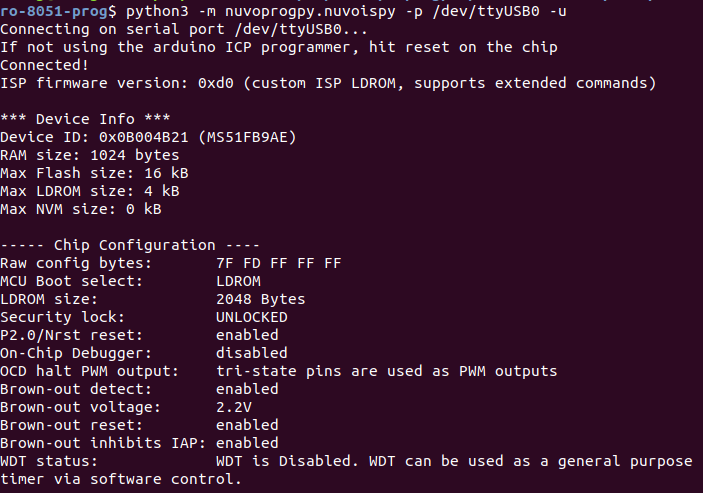 ro-8051-prog$ python3 -m nuvoprogpy.nuvoispy -p /dev/ttyUSB0 -u
Connecting on serial port /dev/ttyUSB0...
If not using the arduino ICP programmer, hit reset on the chip
Connected!
ISP firmware version: 0xd0 (custom ISP LDROM, supports extended commands)

*** Device Info ***
Device ID: 0x0B004B21 (MS51FB9AE)
RAM size: 1024 bytes
Max Flash size: 16 kB
Max LDROM size: 4 kB
Max NVM size: 0 kB

----- Chip Configuration ----
Raw config bytes:       7F FD FF FF FF
MCU Boot select:        LDROM
LDROM size:             2048 Bytes
Security lock:          UNLOCKED
P2.0/Nrst reset:        enabled
On-Chip Debugger:       disabled
OCD halt PWM output:    tri-state pins are used as PWM outputs
Brown-out detect:       enabled
Brown-out voltage:      2.2V
Brown-out reset:        enabled
Brown-out inhibits IAP: enabled
WDT status:             WDT is Disabled. WDT can be used as a general purpose
timer via software control.